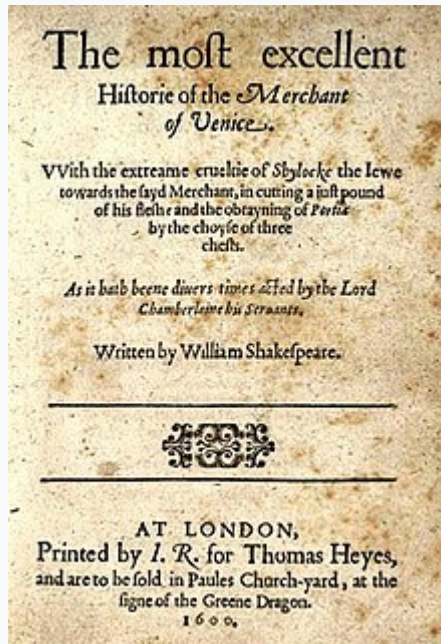 The moſt excellent
Hiſtorie of the Merchant
of Venice.
VVith the extreame crueltie of Shylocke the Iewe
towards the ſayd Merchant, in cutting a iuſt pound
of his fleſh: and the obtayning of Portia
by the choyſe of three
cheſts.
As it hath beene diuers times acted by the Lord
Chamberlaine his Seruants.
Written by William Shakeſpeare.
AT LONDON,
Printed by I. R. for Thomas Heyes,
and are to be ſold in Paules Church-yard, at the
ſigne of the Greene Dragon.
1600.